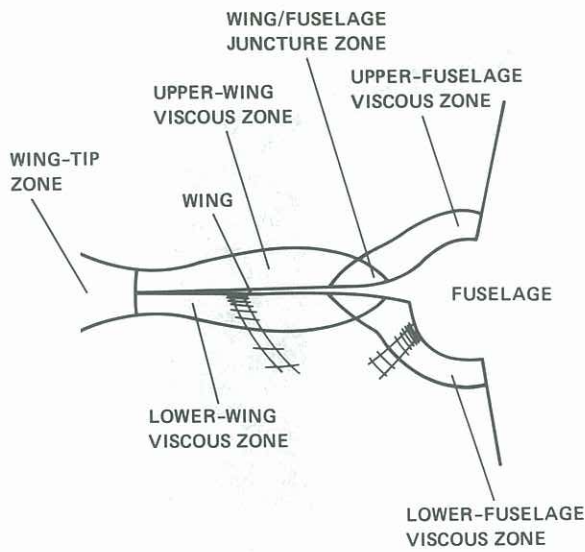 WING/FUSELAGE
JUNCTURE ZONE
UPPER-FUSELAGE
VISCOUS ZONE
UPPER-WING
VISCOUS ZONE
WING-TIP
ZONE
WING
FUSELAGE
LOWER-WING
VISCOUS ZONE
LOWER-FUSELAGE
VISCOUS ZONE